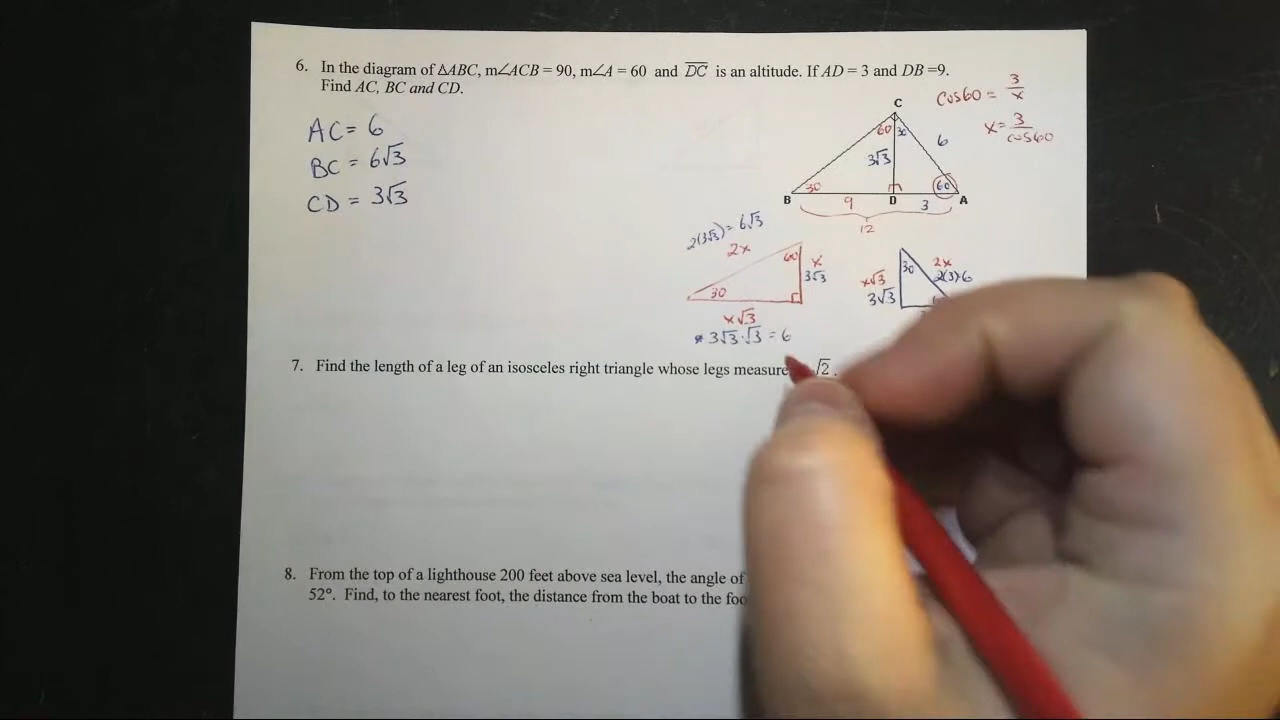 6. In the diagram of ΔABC, m∠ACB = 90, m∠A = 60 and DC is an altitude. If AD = 3 and DB =9.
Find AC, BC and CD.
AC = 6
BC = 6√3
CD = 3√3
cos60 = 3/x
x = 3/cos60
C
60 30
3√3
6
30
60
B
9
D
3
A
12
2(3√3) = 6√3
2x
60
x
3√3
30
x√3
3√3·√3 = 6
30
2x
2(3)=6
x√3
3√3
7. Find the length of a leg of an isosceles right triangle whose legs measure √2.
8. From the top of a lighthouse 200 feet above sea level, the angle of
52º. Find, to the nearest foot, the distance from the boat to the foo